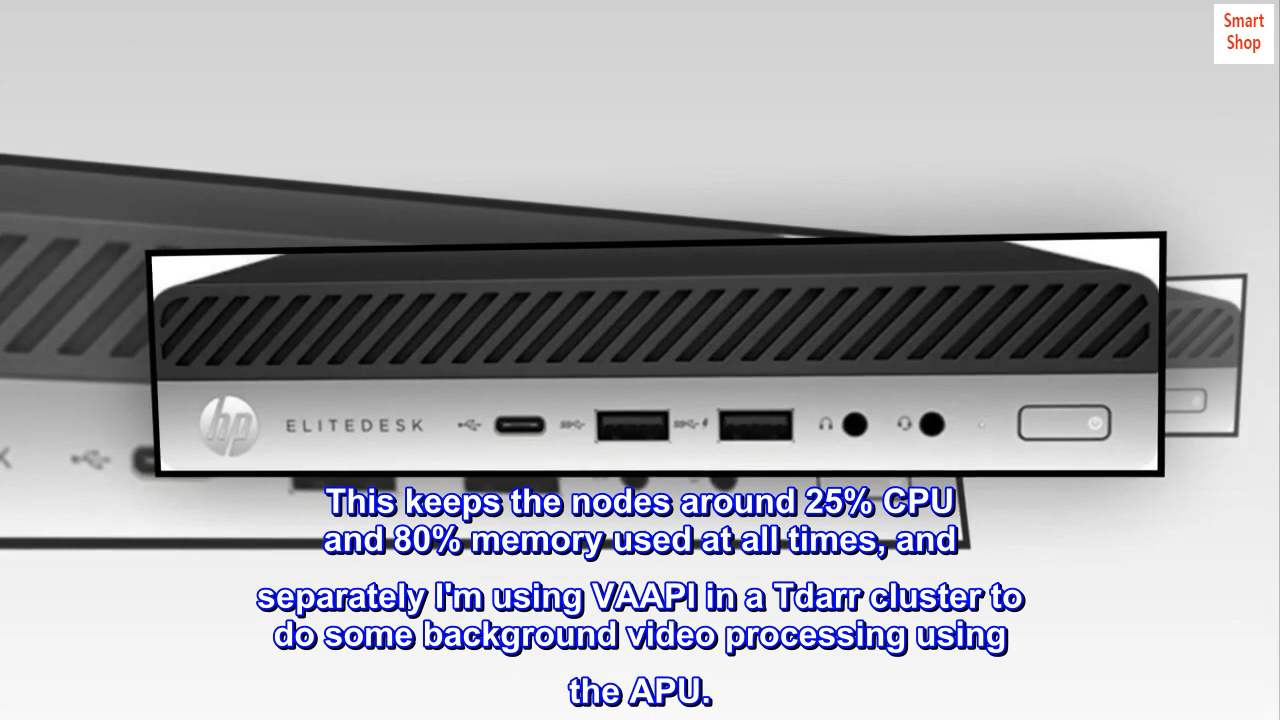 Smart
Shop
hp
ELITEDESK
This keeps the nodes around 25% CPU
and 80% memory used at all times, and
separately I'm using VAAPI in a Tdarr cluster to
do some background video processing using
the APU.